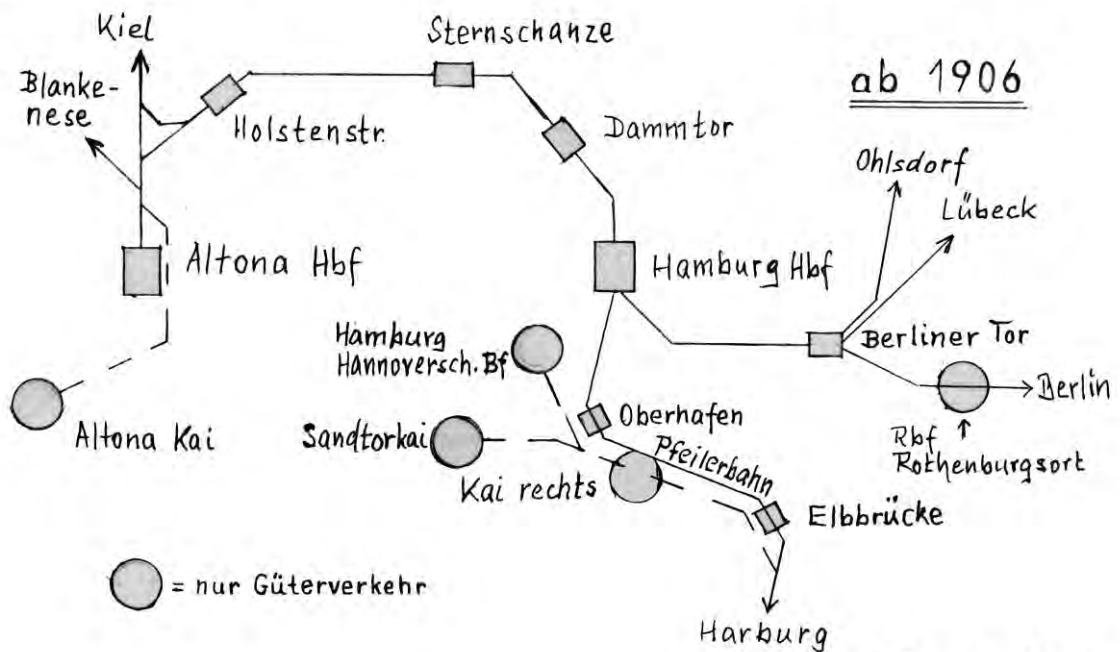 Kiel
Sternschanze
ab 1906
Blanke-
nese
Holstenstr.
Dammtor
Ohlsdorf
Lübeck
Altona Hbf
Hamburg Hbf
Hamburg
Hannoversch. Bf
Berliner Tor
Berlin
Altona Kai
Sandtorkai
Oberhafen
Pfeilerbahn
Rbf
Rothenburgsort
Kai rechts
Elbbrücke
= nur Güterverkehr
Harburg